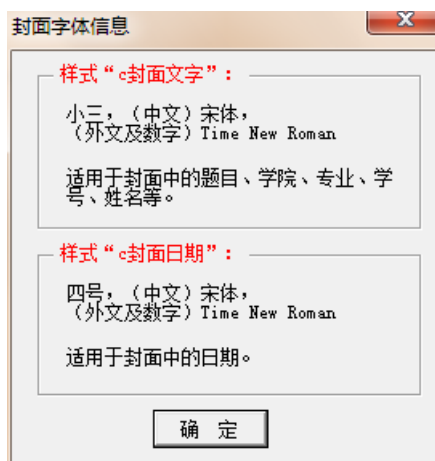 封面字体信息
样式“c封面文字”：
小三，（中文）宋体，
（外文及数字）Time New Roman
适用于封面中的题目、学院、专业、学
号、姓名等。
样式“c封面日期”：
四号，（中文）宋体，
（外文及数字）Time New Roman
适用于封面中的日期。
确 定